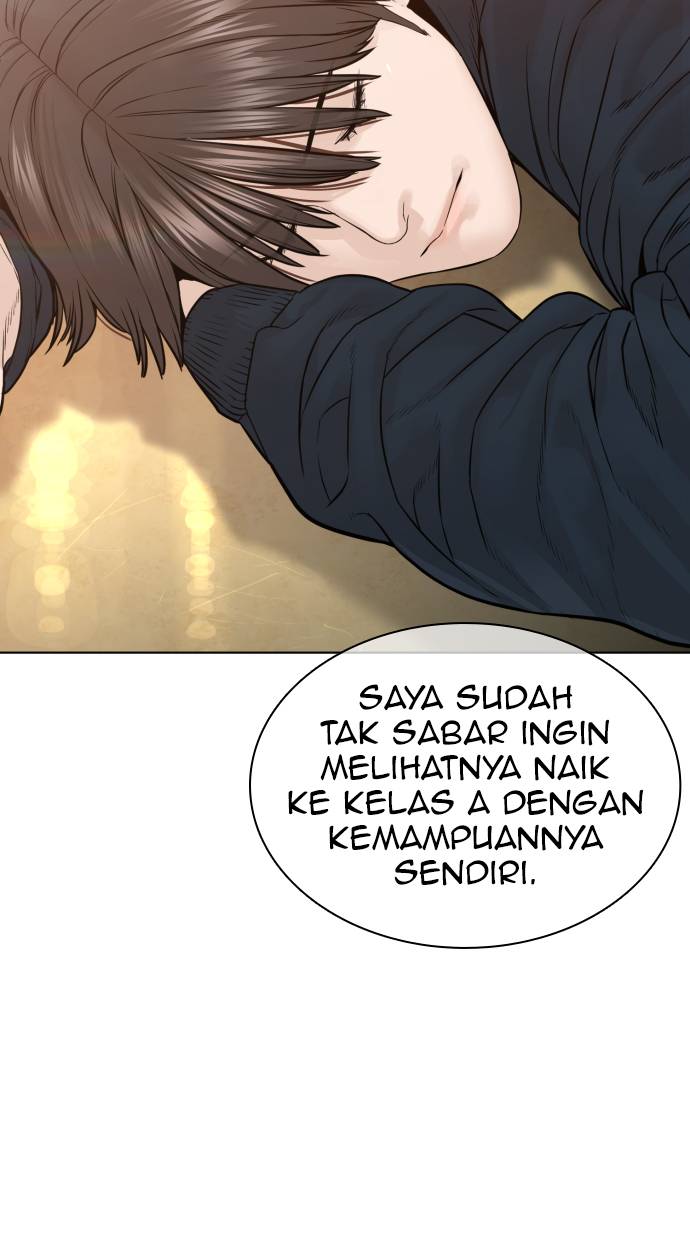 SAYA SUDAH
TAK SABAR INGIN
MELIHATNYA NAIK
KE KELAS A DENGAN
KEMAMPUANNYA
SENDIRI.